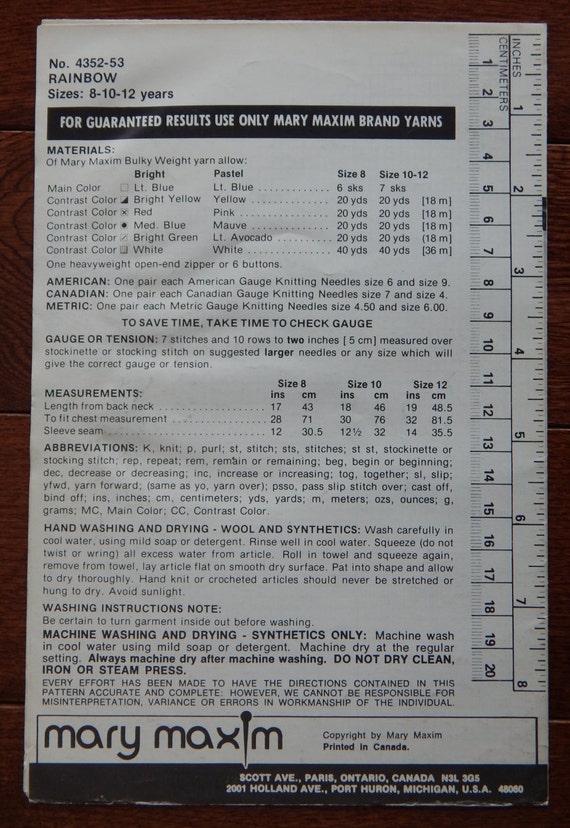 No. 4352-53
RAINBOW
Sizes: 8-10-12 years
FOR GUARANTEED RESULTS USE ONLY MARY MAXIM BRAND YARNS
MATERIALS:
Of Mary Maxim Bulky Weight yarn allow:
Bright Pastel Size 8 Size 10-12
Main Color Lt. Blue Lt. Blue 6 sks 7 sks
Contrast Color Bright Yellow Yellow 20 yds 20 yds [18 m]
Contrast Color Red Pink 20 yds 20 yds [18 m]
Contrast Color Med. Blue Mauve 20 yds 20 yds [18 m]
Contrast Color Bright Green Lt. Avocado 20 yds 20 yds (18 m]
Contrast Color White White 40 yds 40 yds [36 m]
One heavyweight open-end zipper or 6 buttons.
AMERICAN: One pair each American Gauge Knitting Needles size 6 and size 9.
CANADIAN: One pair each Canadian Gauge Knitting Needles size 7 and 4.
METRIC: One pair each Metric Gauge Knitting Needles size 4.50 and size 6.00.
TO SAVE TIME, TAKE TIME TO CHECK GAUGE
GAUGE OR TENSION: 7 stitches and 10 rows to two inches [5 cm] measured over
stockinette or stocking stitch on suggested larger needles or any size which will
give the correct gauge or tension.
Size 8 Size 10 Size 12
MEASUREMENTS: ins cm ins cm ins cm
Length from back neck 17 43 18 46 19 48.5
To fit chest measurement 28 71 30 76 32 81.5
Sleeve seam 12 30.5 12½ 32 14 35.5
ABBREVIATIONS: K, knit; p, purl; st, stitch; sts, stitches; st st, stockinette or
stocking stitch; rep, repeat; rem, remain or remaining; beg, begin or beginning;
dec, decrease or decreasing; inc, increase or increasing; tog, together; sl, slip;
yfwd, yarn forward; (same as yo, yarn over); psso, pass slip stitch over; cast off,
bind off; ins, inches; cm, centimeters; yds, yards; m, meters; ozs, ounces; g,
grams; MC, Main Color; CC, Contrast Color.
HAND WASHING AND DRYING - WOOL AND SYNTHETICS: Wash carefully in
cool water, using mild soap or detergent. Rinse well in cool water. Squeeze (do not
twist or wring) all excess water from article. Roll in towel and squeeze again,
remove from towel, lay article flat on smooth dry surface. Pat into shape and allow
to dry thoroughly. Hand knit or crocheted articles should never be stretched or
hung to dry. Avoid sunlight.
WASHING INSTRUCTIONS NOTE:
Be certain to turn garment inside out before washing.
MACHINE WASHING AND DRYING - SYNTHETICS ONLY: Machine wash
in cool water using mild soap or detergent. Machine dry at the regular
setting. Always machine dry after machine washing. DO NOT DRY CLEAN,
IRON OR STEAM PRESS.
EVERY EFFORT HAS BEEN MADE TO HAVE THE DIRECTIONS CONTAINED IN THIS
PATTERN ACCURATE AND COMPLETE: HOWEVER, WE CANNOT BE RESPONSIBLE FOR
MISINTERPRETATION, VARIANCE OR ERRORS IN WORKMANSHIP OF THE INDIVIDUAL.
mary maxim
Copyright by Mary Maxim
Printed in Canada.
SCOTT AVE., PARIS, ONTARIO, CANADA N3L 3G5
2001 HOLLAND AVE., PORT HURON, MICHIGAN, U.S.A. 48060
CENTIMETERS
1 2 3 4 5 6 7 8 9 10 11 12 13 14 15 16 17 18 19 20
INCHES
1 2 3 4 5 6 7 8